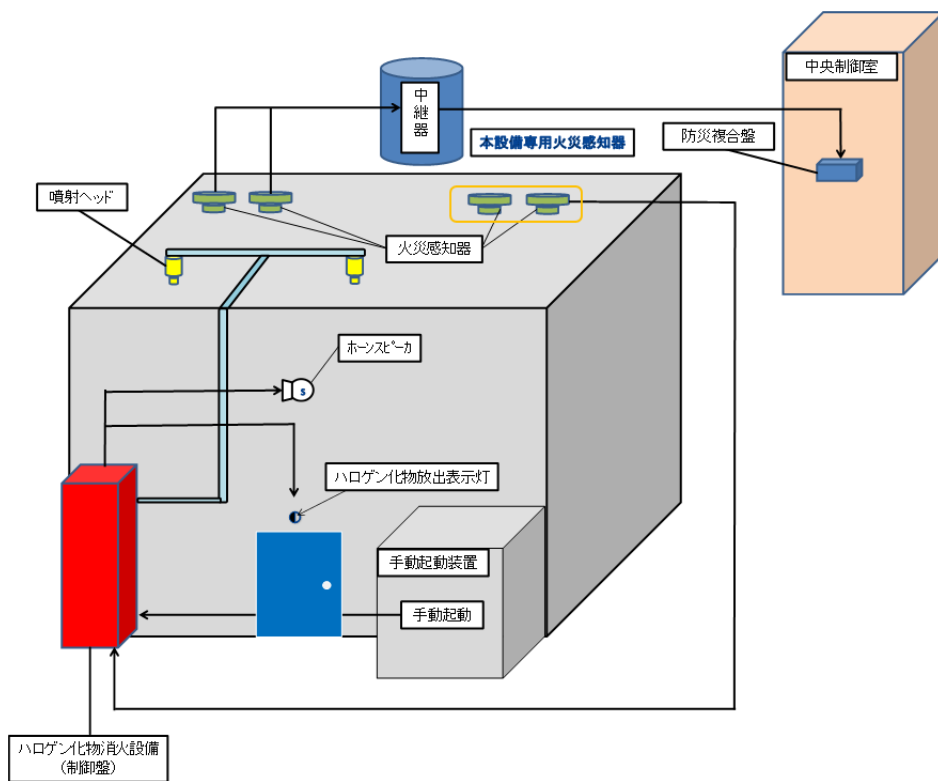 中央制御室
中
継
器
本設備専用火災感知器
防災複合盤
噴射ヘッド
火災感知器
ホーンスピーカ
s
ハロゲン化物放出表示灯
手動起動装置
手動起動
ハロゲン化物消火設備
(制御盤)